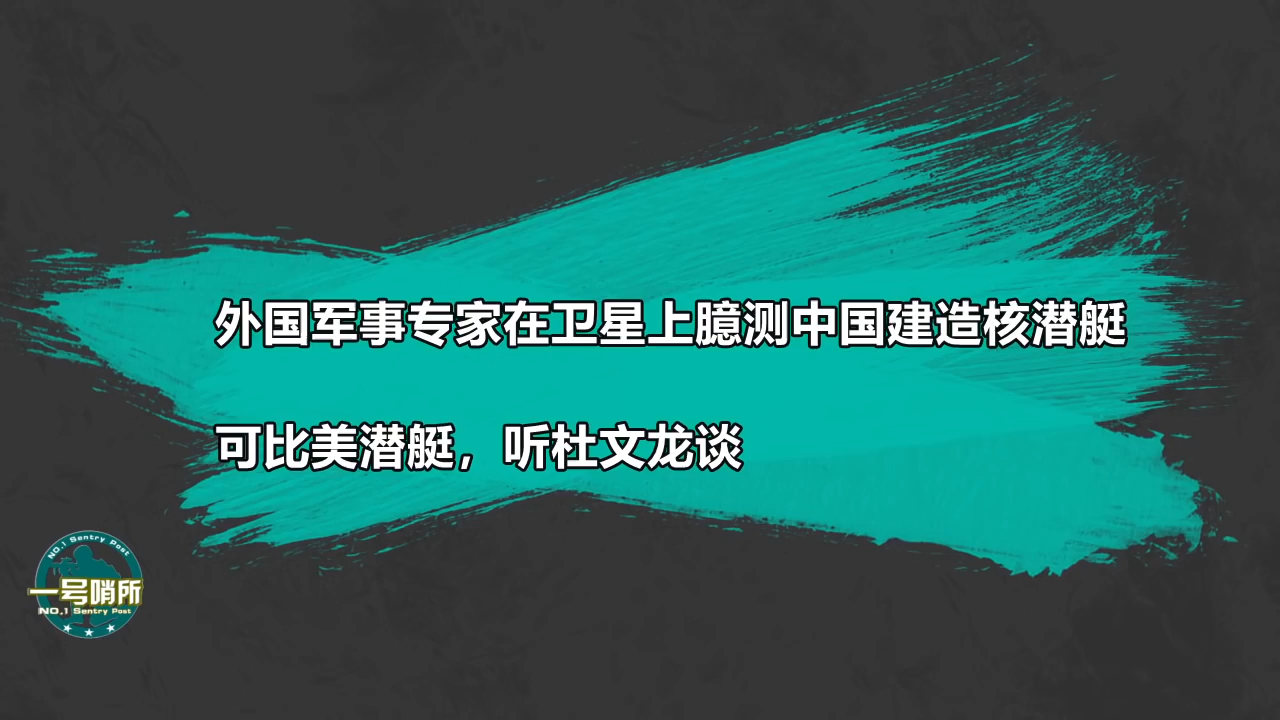 外国军事专家在卫星上臆测中国建造核潜艇
可比美潜艇，听杜文龙谈
NO.1 Sentry Post
一号哨所
NO.1 Sentry Post